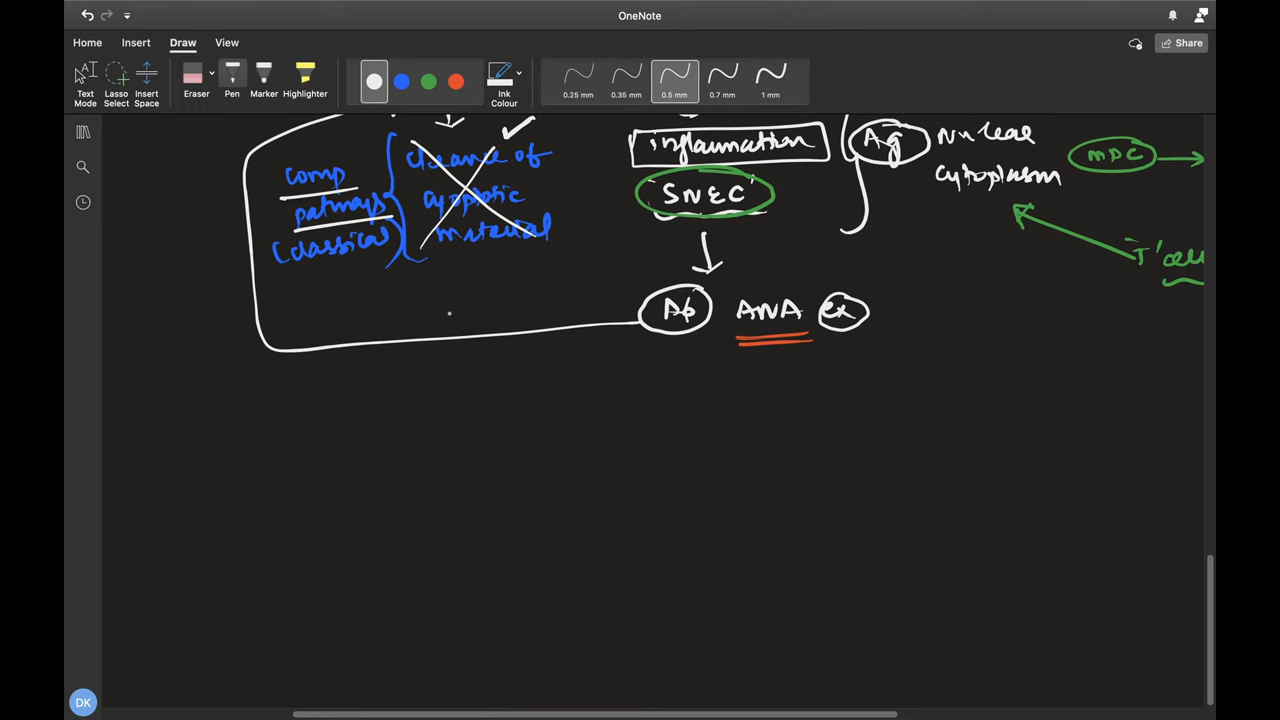 OneNote
Home Insert Draw View
Share
Text Mode
Lasso Select
Insert Space
Eraser
Pen
Marker
Highlighter
Ink Colour
0.25 mm
0.35 mm
0.5 mm
0.7 mm
1 mm
comp
patways
(classical
clearance of
material
inflammation
SNEC
Ag
Nuclear
cytoplasm
MDC
T' cell
Ab ANA ex
DK